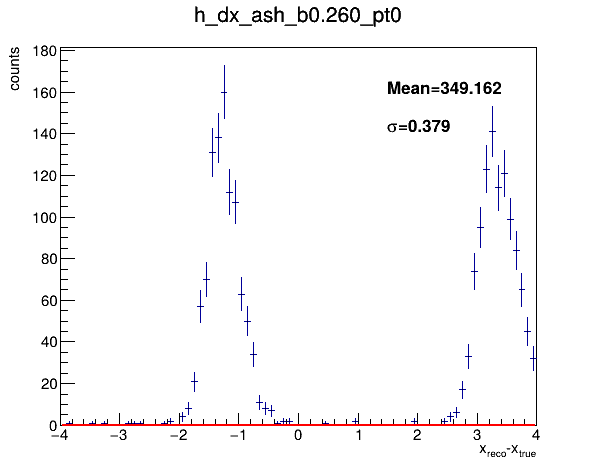 h_dx_ash_b0.260_pt0
counts
180
160
140
120
100
80
60
40
20
0
Mean=349.162
σ=0.379
−4 −3 −2 −1 0 1 2 3 4
x_reco-x_true